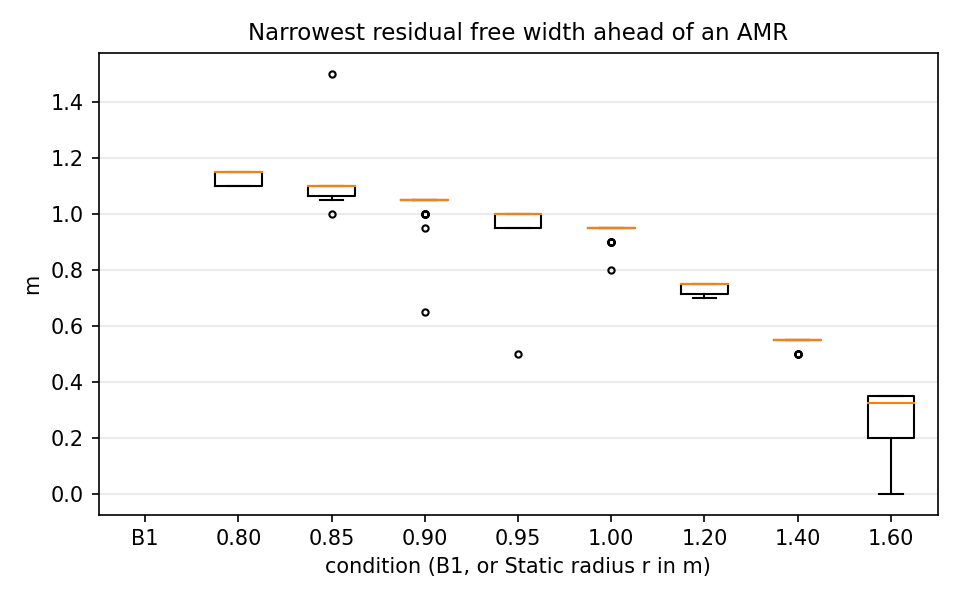 Narrowest residual free width ahead of an AMR
m
1.4
1.2
1.0
0.8
0.6
0.4
0.2
0.0
B1 0.80 0.85 0.90 0.95 1.00 1.20 1.40 1.60
condition (B1, or Static radius r in m)